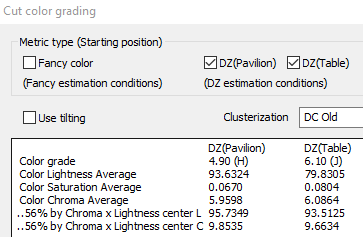 Cut color grading
Metric type (Starting position)
Fancy color DZ(Pavilion) DZ(Table)
(Fancy estimation conditions) (DZ estimation conditions)
Use tilting Clusterization DC Old
DZ(Pavilion) DZ(Table)
Color grade 4.90 (H) 6.10 (J)
Color Lightness Average 93.6324 79.8305
Color Saturation Average 0.0670 0.0804
Color Chroma Average 5.9598 6.0864
..56% by Chroma x Lightness center L 95.7349 93.5125
..56% by Chroma x Lightness center C 9.8535 9.6634